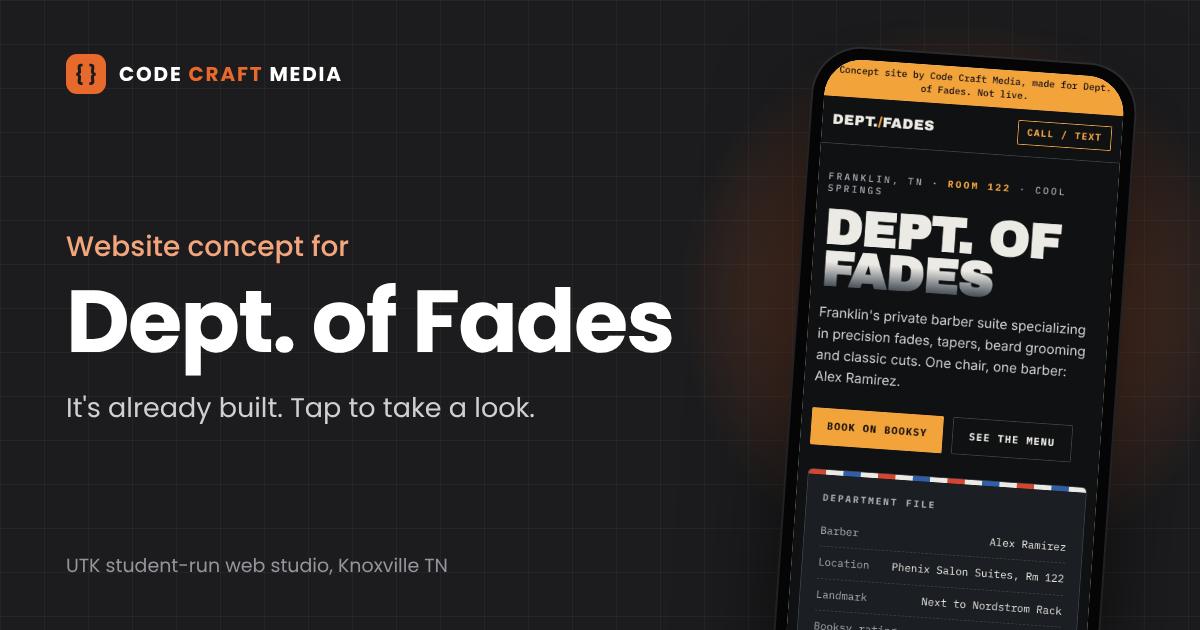 { } CODE CRAFT MEDIA
Website concept for
Dept. of Fades
It's already built. Tap to take a look.
UTK student-run web studio, Knoxville TN
Concept site by Code Craft Media, made for Dept.
of Fades. Not live.
DEPT./FADES
CALL / TEXT
FRANKLIN, TN · ROOM 122 · COOL
SPRINGS
DEPT. OF
FADES
Franklin's private barber suite specializing
in precision fades, tapers, beard grooming
and classic cuts. One chair, one barber:
Alex Ramirez.
BOOK ON BOOKSY
SEE THE MENU
DEPARTMENT FILE
Barber Alex Ramirez
Location Phenix Salon Suites, Rm 122
Landmark Next to Nordstrom Rack
Booksy rating